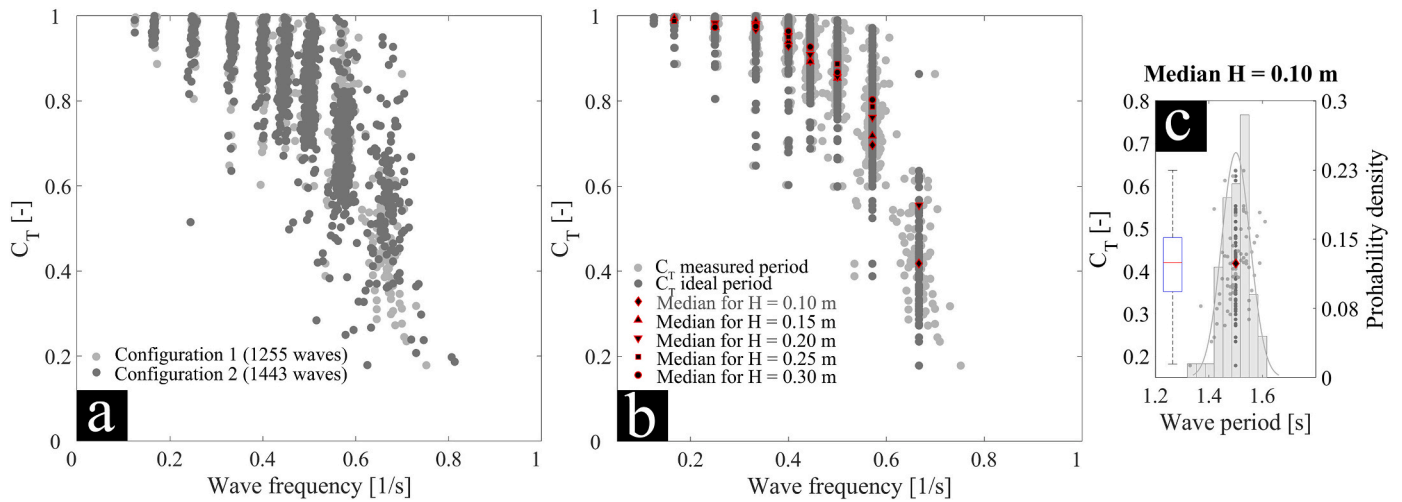 1
0.8
0.6
0.4
0.2
0
C_T [-]
Configuration 1 (1255 waves)
Configuration 2 (1443 waves)
a
0 0.2 0.4 0.6 0.8 1
Wave frequency [1/s]
1
0.8
0.6
0.4
0.2
0
C_T [-]
C_T measured period
C_T ideal period
Median for H = 0.10 m
Median for H = 0.15 m
Median for H = 0.20 m
Median for H = 0.25 m
Median for H = 0.30 m
b
0.2 0.4 0.6 0.8 1
Wave frequency [1/s]
Median H = 0.10 m
c
0.8
0.7
0.6
0.5
0.4
0.3
0.2
C_T [-]
0.3
0.23
0.15
0.08
0
Probability density
1.2 1.4 1.6
Wave period [s]